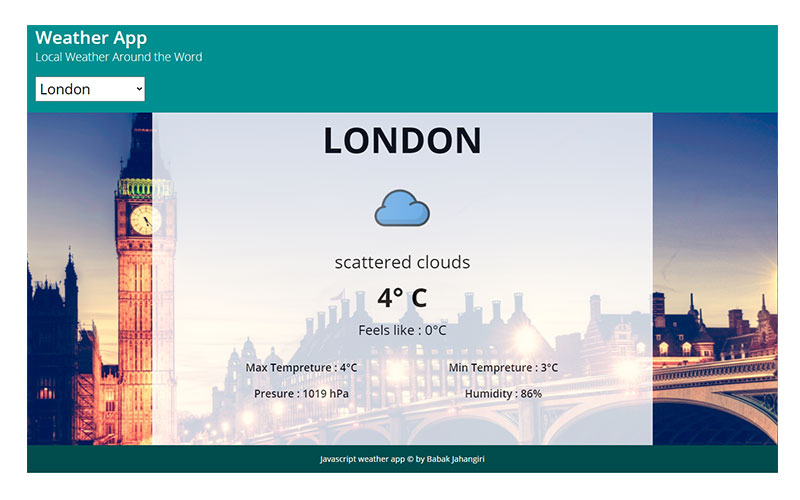 Weather App
Local Weather Around the Word
London
LONDON
scattered clouds
4° C
Feels like : 0°C
Max Tempreture : 4°C
Min Tempreture : 3°C
Presure : 1019 hPa
Humidity : 86%
Javascript weather app © by Babak Jahangiri